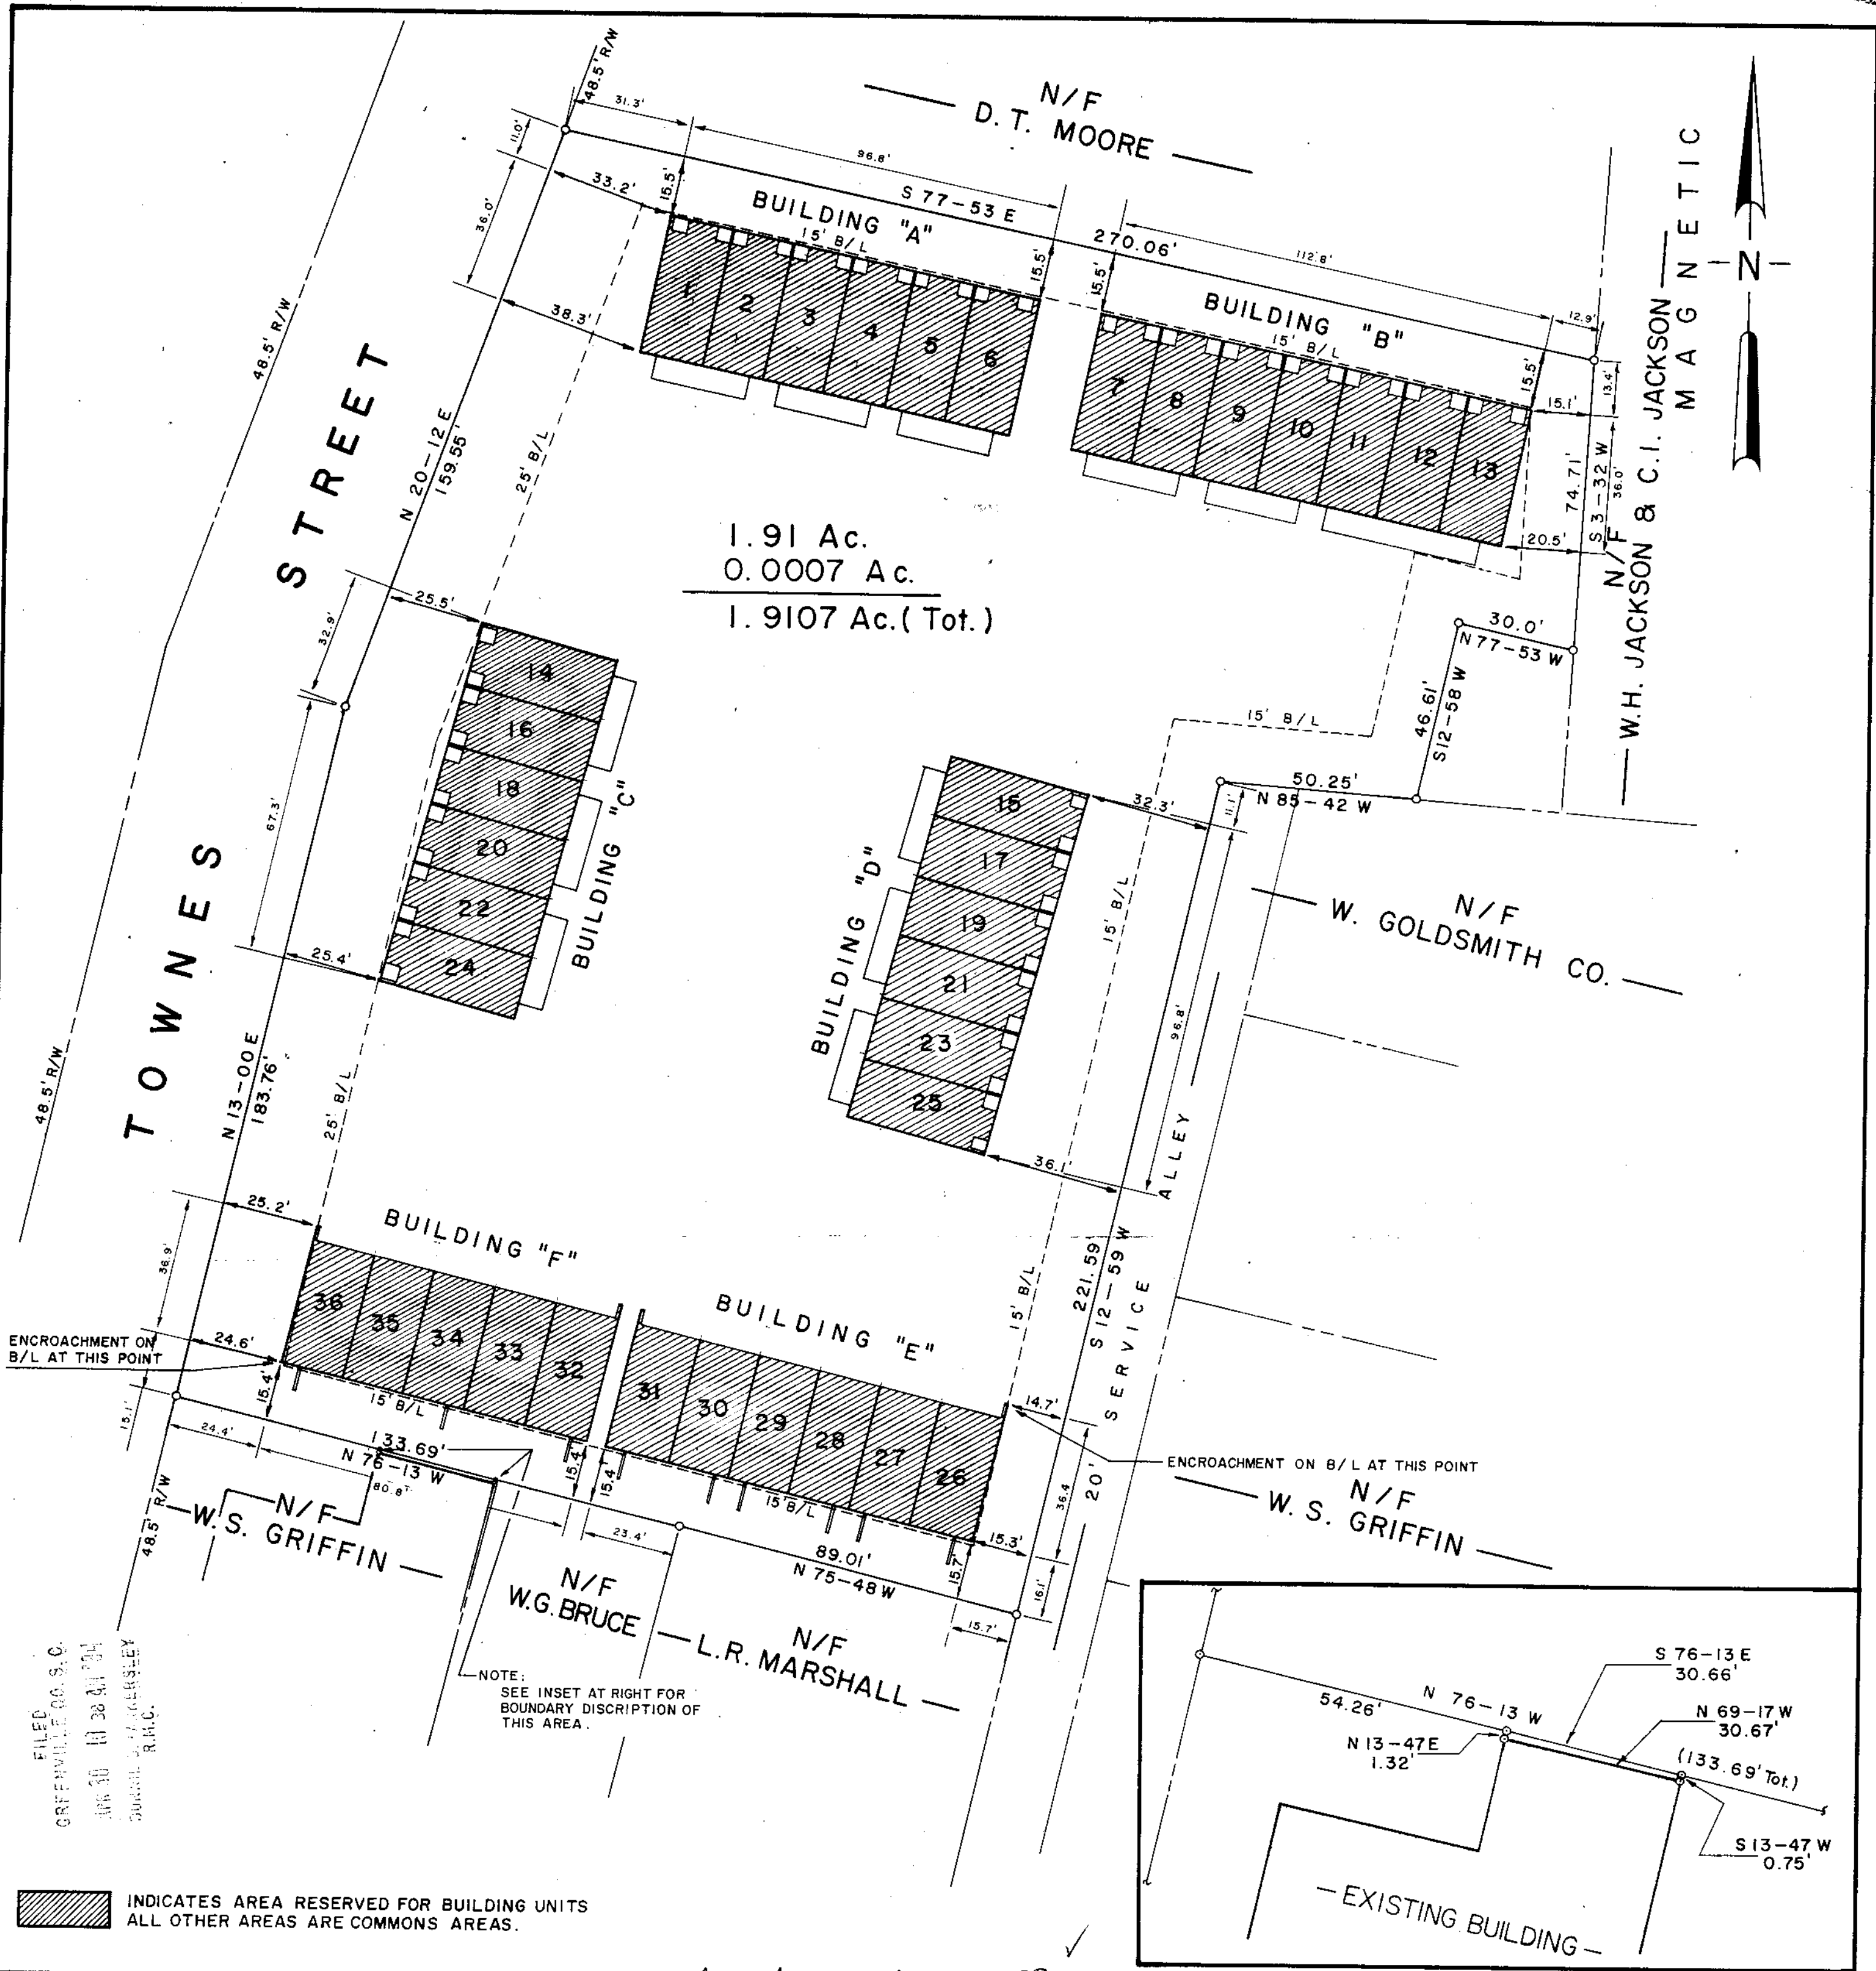 48.5' R/W
31.3'
11.0'
N/F
D. T. MOORE
96.8'
S 77-53 E
33.2'
15.5'
36.0'
BUILDING "A"
15' B/L
15.5'
270.06'
112.8'
15.5'
BUILDING "B"
15' B/L
12.9'
15.5'
13.4'
15.1'
MAGNETIC
N
38.3'
1
2
3
4
5
6
7
8
9
10
11
12
13
74.71'
S 3-32 W
36.0'
20.5'
N/F
W.H. JACKSON & C.I. JACKSON
48.5' R/W
TOWNES STREET
N 20-12 E
159.55'
25' B/L
1.91 Ac.
0.0007 Ac.
1.9107 Ac. (Tot.)
25.5'
32.9'
30.0'
N 77-53 W
46.61'
S12-58 W
15' B/L
14
16
18
20
22
24
BUILDING "C"
67.3'
25.4'
50.25'
N 85-42 W
11.1'
32.3'
15
17
19
21
23
25
BUILDING "D"
15' B/L
N/F
W. GOLDSMITH CO.
96.8'
36.1'
48.5' R/W
N 13-00 E
183.76'
25' B/L
221.59'
S 12-59 W
20' SERVICE ALLEY
15' B/L
25.2'
36.9'
BUILDING "F"
36
35
34
33
32
BUILDING "E"
31
30
29
28
27
26
ENCROACHMENT ON
B/L AT THIS POINT
24.6'
15.4'
15.1'
15' B/L
24.4'
133.69'
N 76-13 W
80.8'
15.4'
15.4'
15' B/L
23.4'
14.7'
36.4
ENCROACHMENT ON B/L AT THIS POINT
15.3'
15.7'
16.1'
15.7'
89.01'
N 75-48 W
48.5' R/W
N/F
W. S. GRIFFIN
N/F
W.G. BRUCE
N/F
L.R. MARSHALL
N/F
W. S. GRIFFIN
NOTE:
SEE INSET AT RIGHT FOR
BOUNDARY DISCRIPTION OF
THIS AREA.
S 76-13 E
30.66'
54.26'
N 76-13 W
N 69-17 W
30.67'
N 13-47 E
1.32'
(133.69' Tot.)
S 13-47 W
0.75'
EXISTING BUILDING
FILED
GREENVILLE CO. S. C.
R.M.C.
INDICATES AREA RESERVED FOR BUILDING UNITS
ALL OTHER AREAS ARE COMMONS AREAS.